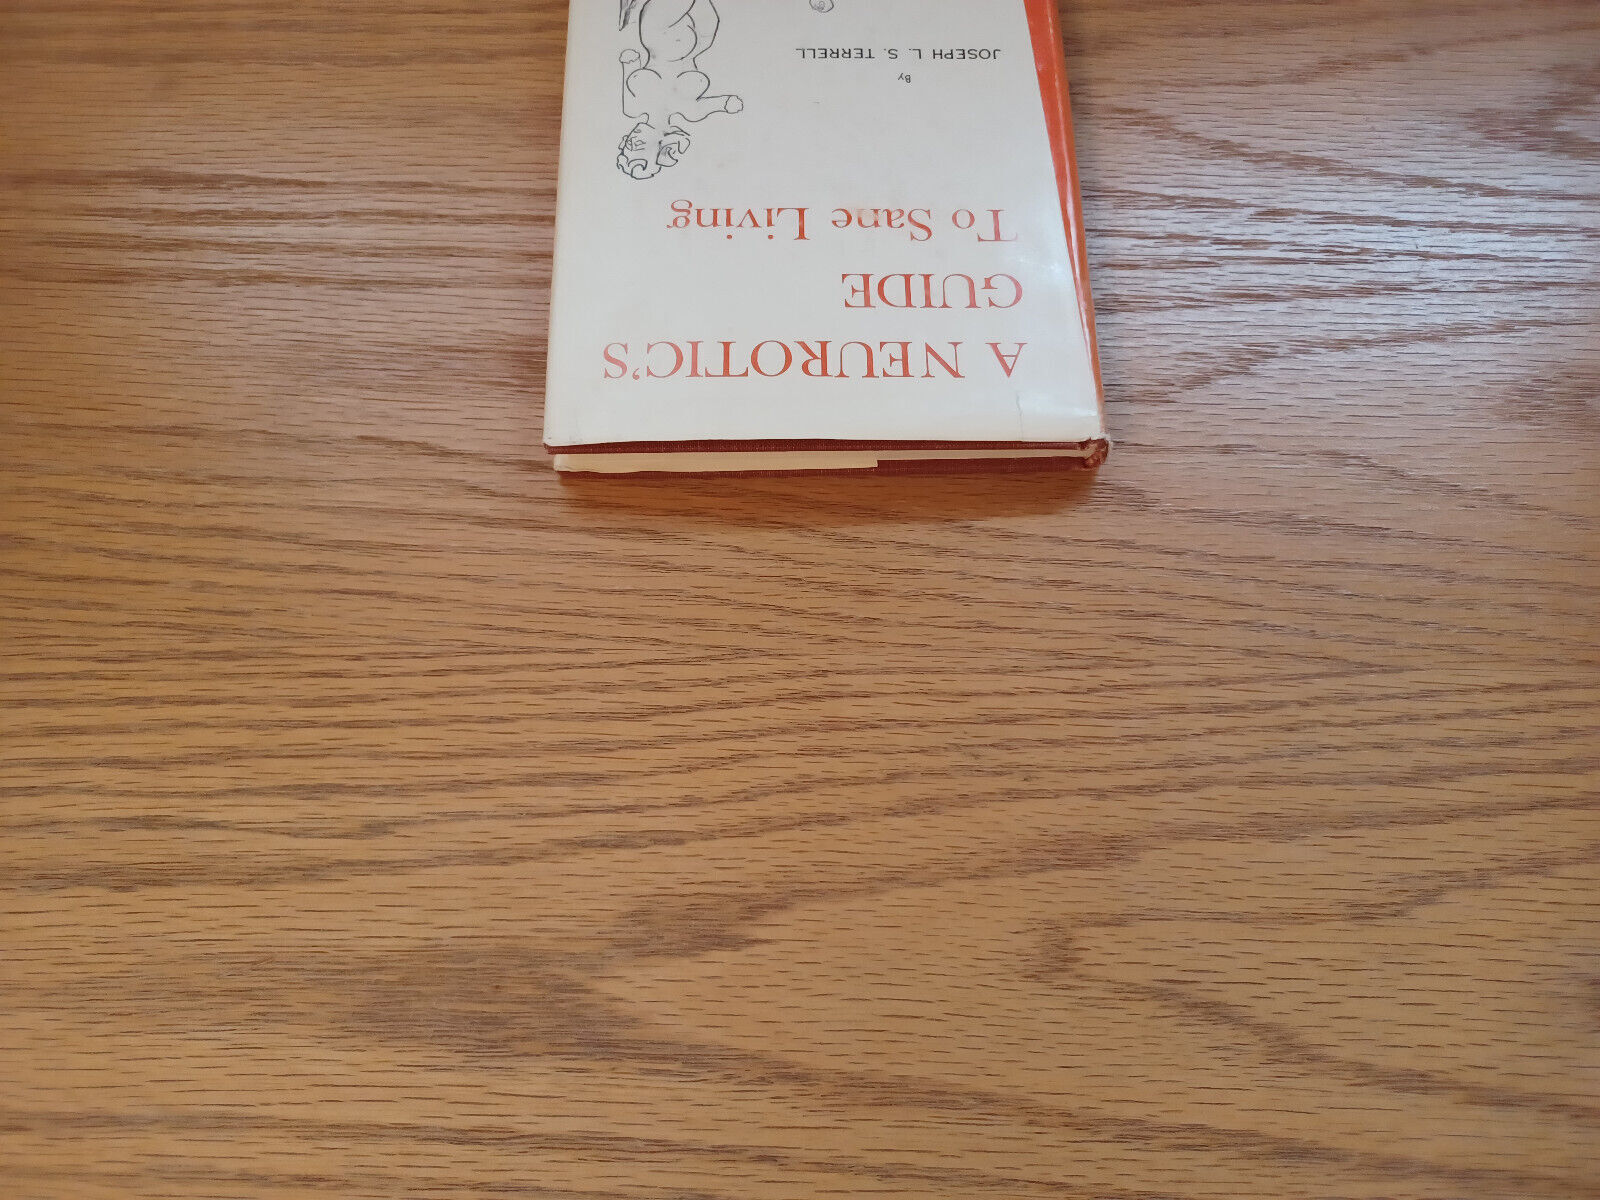 A NEUROTIC'S
GUIDE
To Sane Living
By
JOSEPH L. S. TERRELL